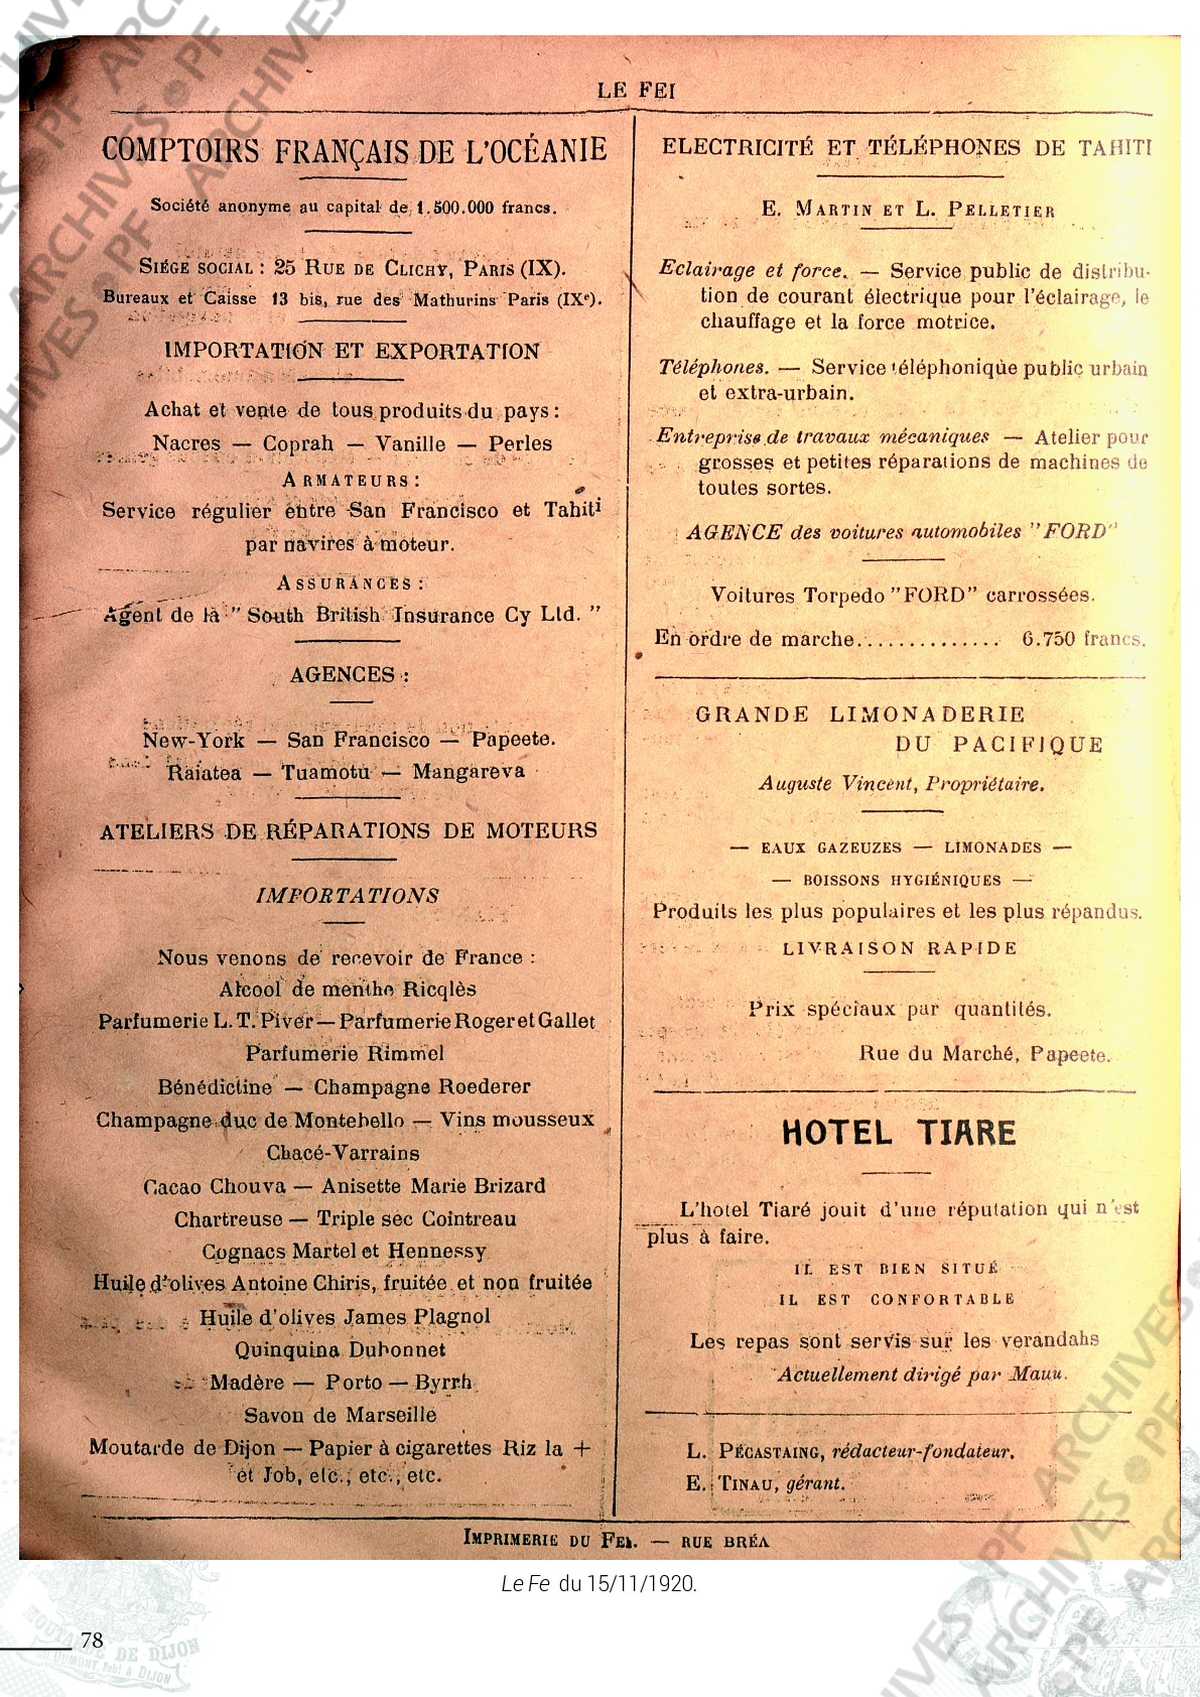 LE FEI
COMPTOIRS FRANÇAIS DE L'OCÉANIE
Société anonyme au capital de 1.500.000 francs.
SIÉGE SOCIAL : 25 RUE DE CLICHY, PARIS (IX).
Bureaux et Caisse 13 bis, rue des Mathurins Paris (IXe).
IMPORTATION ET EXPORTATION
Achat et vente de tous produits du pays :
Nacres — Coprah — Vanille — Perles
ARMATEURS :
Service régulier entre San Francisco et Tahiti
par navires à moteur.
ASSURANCES :
Agent de la " South British Insurance Cy Ltd. "
AGENCES :
New-York — San Francisco — Papeete.
Raiatea — Tuamotu — Mangareva
ATELIERS DE RÉPARATIONS DE MOTEURS
IMPORTATIONS
Nous venons de recevoir de France :
Alcool de menthe Ricqlès
Parfumerie L. T. Piver — Parfumerie Roger et Gallet
Parfumerie Rimmel
Bénédictine — Champagne Roederer
Champagne duc de Montebello — Vins mousseux
Chacé-Varrains
Cacao Chouva — Anisette Marie Brizard
Chartreuse — Triple sec Cointreau
Cognacs Martel et Hennessy
Huile d'olives Antoine Chiris, fruitée et non fruitée
Huile d'olives James Plagnol
Quinquina Dubonnet
Madère — Porto — Byrrh
Savon de Marseille
Moutarde de Dijon — Papier à cigarettes Riz la +
et Job, etc., etc., etc.
ELECTRICITÉ ET TÉLÉPHONES DE TAHITI
E. MARTIN ET L. PELLETIER
Eclairage et force. — Service public de distribu-
tion de courant électrique pour l'éclairage, le
chauffage et la force motrice.
Téléphones. — Service téléphonique public urbain
et extra-urbain.
Entreprise de travaux mécaniques — Atelier pour
grosses et petites réparations de machines de
toutes sortes.
AGENCE des voitures automobiles "FORD"
Voitures Torpedo "FORD" carrossées.
En ordre de marche.............. 6.750 francs.
GRANDE LIMONADERIE
DU PACIFIQUE
Auguste Vincent, Propriétaire.
— EAUX GAZEUZES — LIMONADES —
— BOISSONS HYGIÉNIQUES —
Produits les plus populaires et les plus répandus.
LIVRAISON RAPIDE
Prix spéciaux par quantités.
Rue du Marché, Papeete.
HOTEL TIARE
L'hotel Tiaré jouit d'une réputation qui n'est
plus à faire.
IL EST BIEN SITUÉ
IL EST CONFORTABLE
Les repas sont servis sur les verandahs
Actuellement dirigé par Mauu.
L. PÉCASTAING, rédacteur-fondateur.
E. TINAU, gérant.
IMPRIMERIE DU FEI. — RUE BRÉA
Le Fe du 15/11/1920.
78
MOUTARDE DE DIJON
ARCHIVES PF